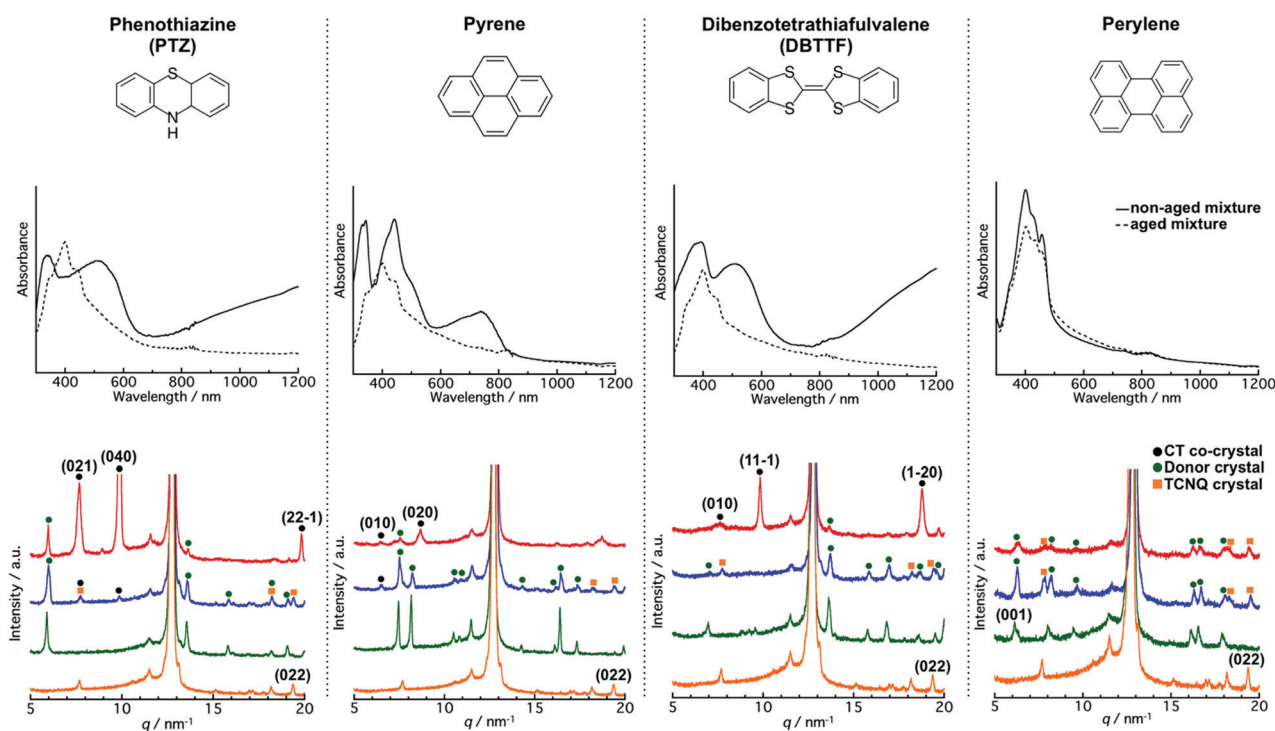 Phenothiazine
(PTZ)
S
N
H
Pyrene
Dibenzotetrathiafulvalene
(DBTTF)
S S
S S
Perylene
Absorbance
400 600 800 1000 1200
Wavelength / nm
Absorbance
400 600 800 1000 1200
Wavelength / nm
Absorbance
400 600 800 1000 1200
Wavelength / nm
non-aged mixture
aged mixture
Absorbance
400 600 800 1000 1200
Wavelength / nm
(021)
(040)
(22-1)
(022)
Intensity / a.u.
5 10 15 20
q / nm-1
(010)
(020)
(010)
(022)
Intensity / a.u.
5 10 15 20
q / nm-1
(010)
(11-1)
(1-20)
(022)
Intensity / a.u.
5 10 15 20
q / nm-1
CT co-crystal
Donor crystal
TCNQ crystal
(001)
(022)
Intensity / a.u.
5 10 15 20
q / nm-1